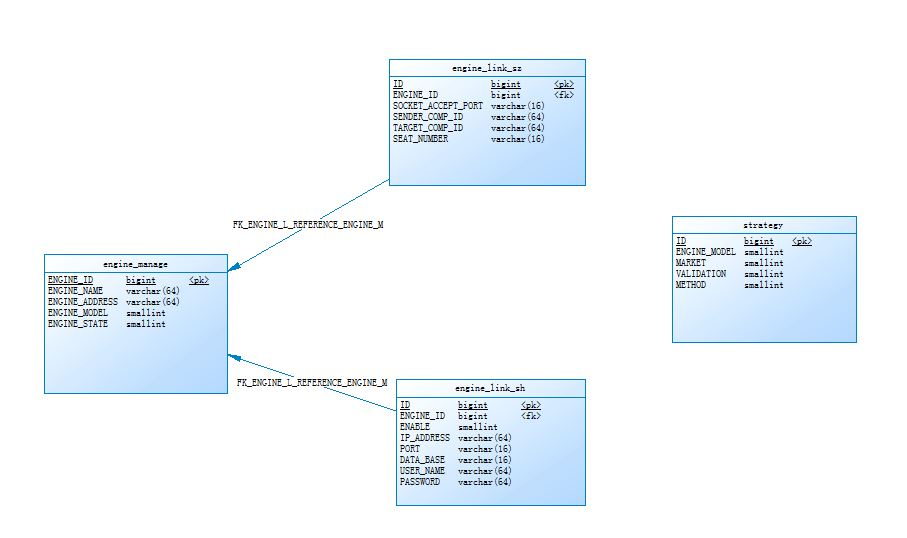 engine_link_sz
ID bigint <pk>
ENGINE_ID bigint <fk>
SOCKET_ACCEPT_PORT varchar(16)
SENDER_COMP_ID varchar(64)
TARGET_COMP_ID varchar(64)
SEAT_NUMBER varchar(16)
FK_ENGINE_L_REFERENCE_ENGINE_M
strategy
ID bigint <pk>
ENGINE_MODEL smallint
MARKET smallint
VALIDATION smallint
METHOD smallint
engine_manage
ENGINE_ID bigint <pk>
ENGINE_NAME varchar(64)
ENGINE_ADDRESS varchar(64)
ENGINE_MODEL smallint
ENGINE_STATE smallint
FK_ENGINE_L_REFERENCE_ENGINE_M
engine_link_sh
ID bigint <pk>
ENGINE_ID bigint <fk>
ENABLE smallint
IP_ADDRESS varchar(64)
PORT varchar(16)
DATA_BASE varchar(16)
USER_NAME varchar(64)
PASSWORD varchar(64)